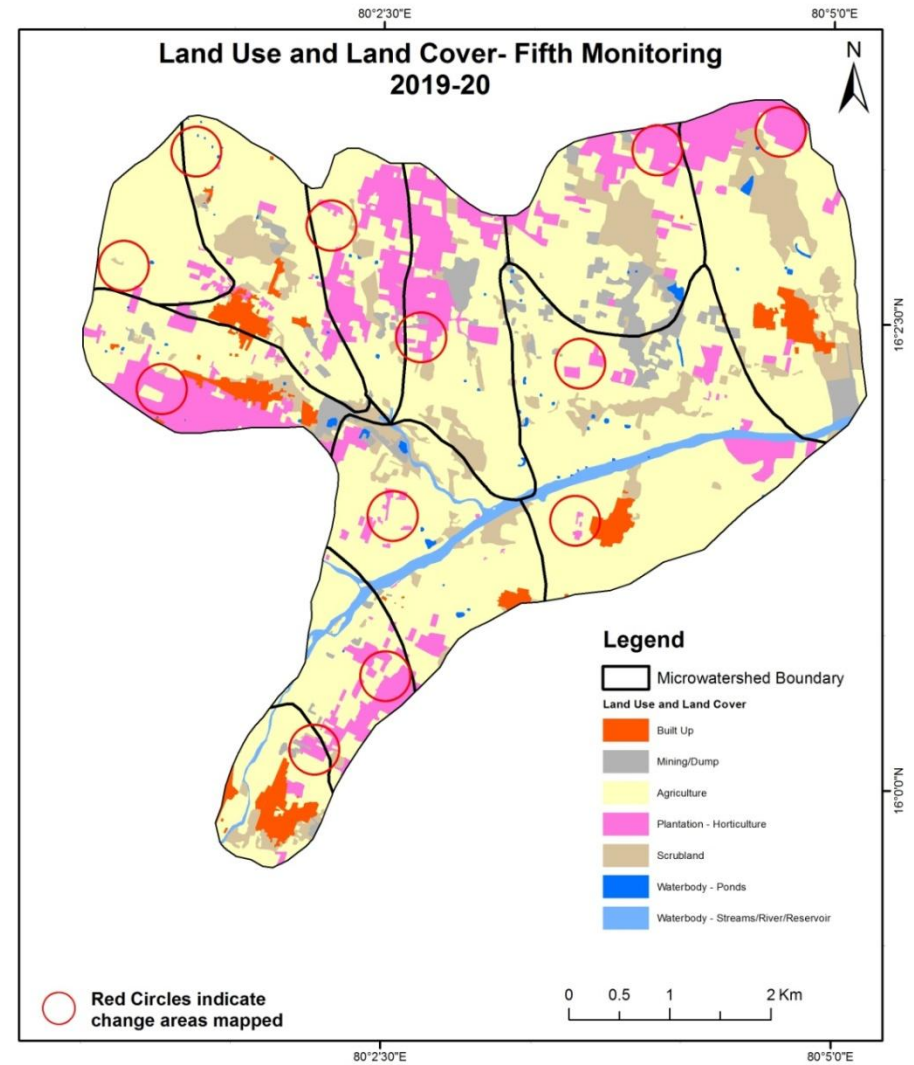 80°2'30"E
80°5'0"E
Land Use and Land Cover- Fifth Monitoring
2019-20
N
16°2'30"N
Legend
Microwatershed Boundary
Land Use and Land Cover
Built Up
Mining/Dump
Agriculture
Plantation - Horticulture
Scrubland
Waterbody - Ponds
Waterbody - Streams/River/Reservoir
16°0'0"N
Red Circles indicate
change areas mapped
0 0.5 1 2 Km
80°2'30"E
80°5'0"E